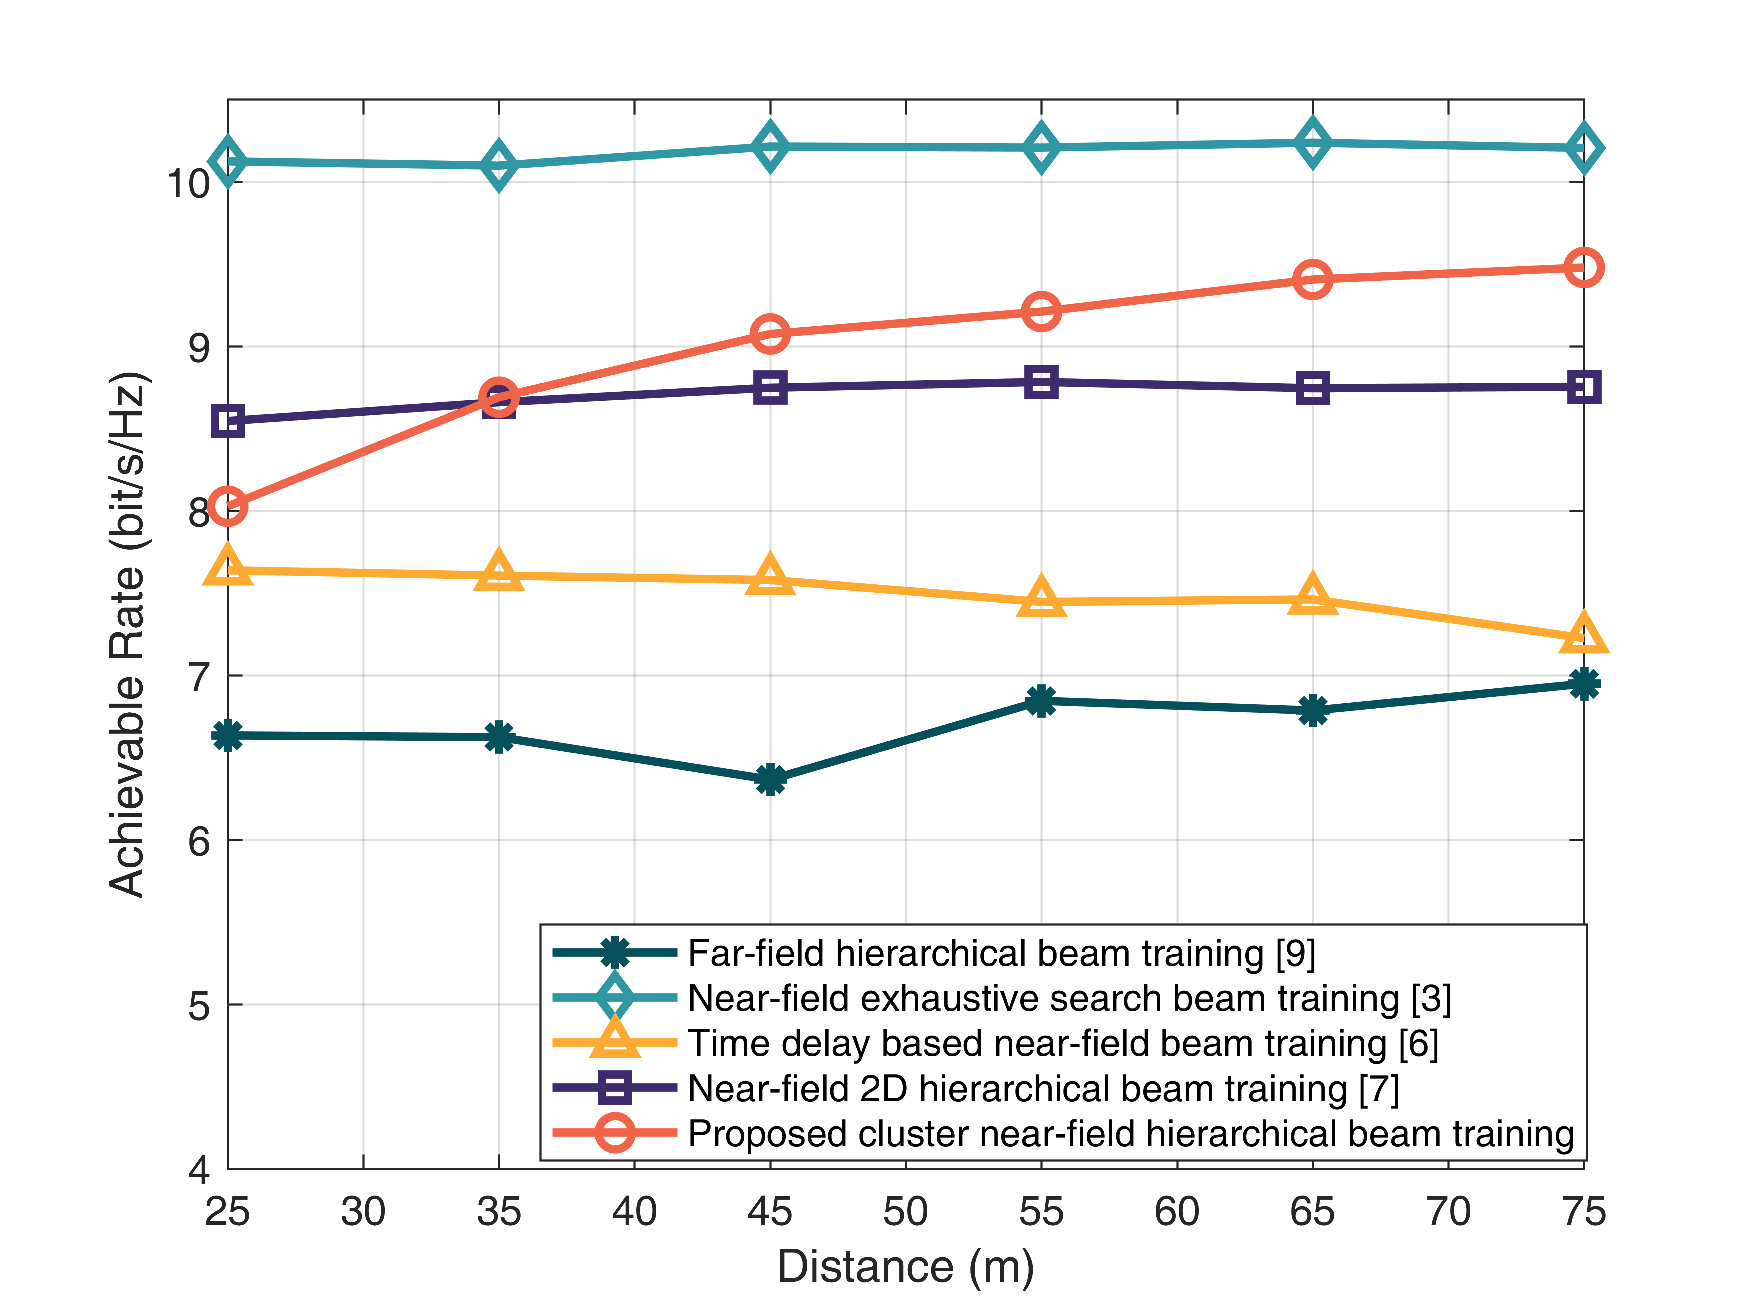 Achievable Rate (bit/s/Hz)
10
9
8
7
6
5
4
Far-field hierarchical beam training [9]
Near-field exhaustive search beam training [3]
Time delay based near-field beam training [6]
Near-field 2D hierarchical beam training [7]
Proposed cluster near-field hierarchical beam training
25 30 35 40 45 50 55 60 65 70 75
Distance (m)